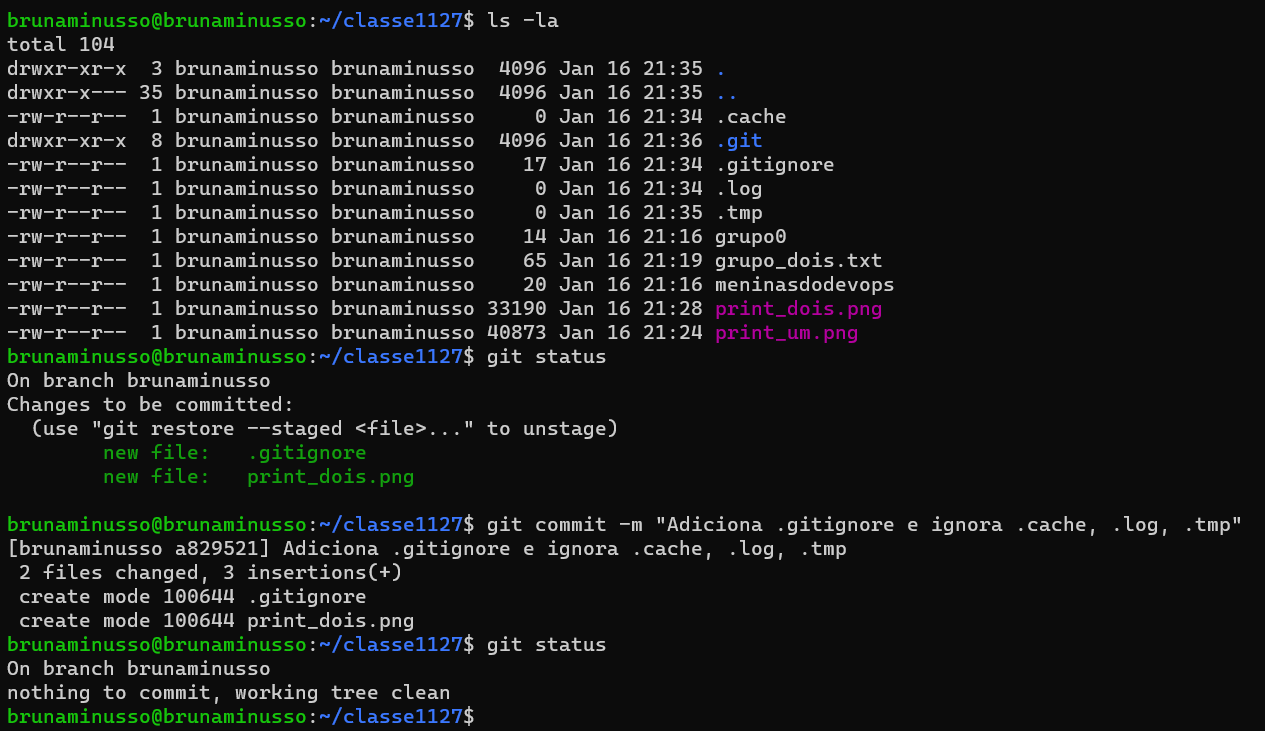 brunaminusso@brunaminusso:~/classe1127$ ls -la
total 104
drwxr-xr-x  3 brunaminusso brunaminusso  4096 Jan 16 21:35 .
drwxr-x--- 35 brunaminusso brunaminusso  4096 Jan 16 21:35 ..
-rw-r--r--  1 brunaminusso brunaminusso     0 Jan 16 21:34 .cache
drwxr-xr-x  8 brunaminusso brunaminusso  4096 Jan 16 21:36 .git
-rw-r--r--  1 brunaminusso brunaminusso    17 Jan 16 21:34 .gitignore
-rw-r--r--  1 brunaminusso brunaminusso     0 Jan 16 21:34 .log
-rw-r--r--  1 brunaminusso brunaminusso     0 Jan 16 21:35 .tmp
-rw-r--r--  1 brunaminusso brunaminusso    14 Jan 16 21:16 grupo0
-rw-r--r--  1 brunaminusso brunaminusso    65 Jan 16 21:19 grupo_dois.txt
-rw-r--r--  1 brunaminusso brunaminusso    20 Jan 16 21:16 meninasdodevops
-rw-r--r--  1 brunaminusso brunaminusso 33190 Jan 16 21:28 print_dois.png
-rw-r--r--  1 brunaminusso brunaminusso 40873 Jan 16 21:24 print_um.png
brunaminusso@brunaminusso:~/classe1127$ git status
On branch brunaminusso
Changes to be committed:
  (use "git restore --staged <file>..." to unstage)
        new file:   .gitignore
        new file:   print_dois.png
brunaminusso@brunaminusso:~/classe1127$ git commit -m "Adiciona .gitignore e ignora .cache, .log, .tmp"
[brunaminusso a829521] Adiciona .gitignore e ignora .cache, .log, .tmp
 2 files changed, 3 insertions(+)
 create mode 100644 .gitignore
 create mode 100644 print_dois.png
brunaminusso@brunaminusso:~/classe1127$ git status
On branch brunaminusso
nothing to commit, working tree clean
brunaminusso@brunaminusso:~/classe1127$